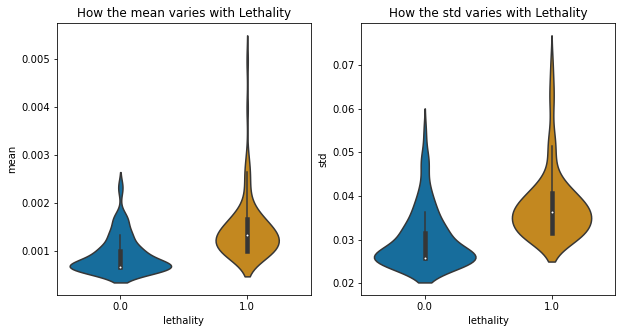 How the mean varies with Lethality
0.005
0.004
0.003
0.002
0.001
mean
0.0
1.0
lethality
How the std varies with Lethality
0.07
0.06
0.05
0.04
0.03
0.02
std
0.0
1.0
lethality